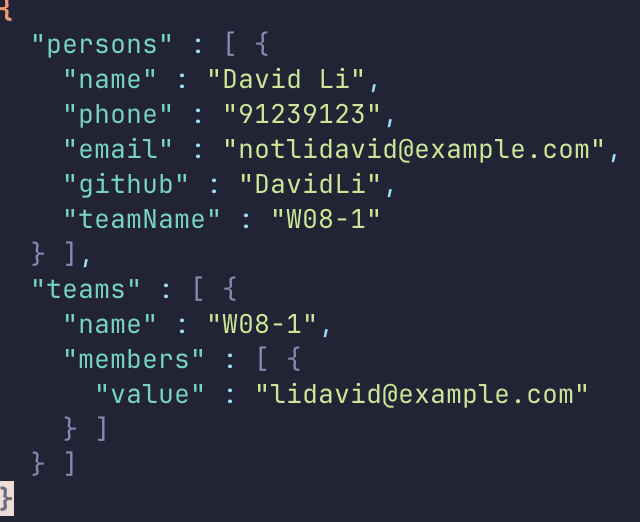 {
  "persons" : [ {
    "name" : "David Li",
    "phone" : "91239123",
    "email" : "notlidavid@example.com",
    "github" : "DavidLi",
    "teamName" : "W08-1"
  } ],
  "teams" : [ {
    "name" : "W08-1",
    "members" : [ {
      "value" : "lidavid@example.com"
    } ]
  } ]
}